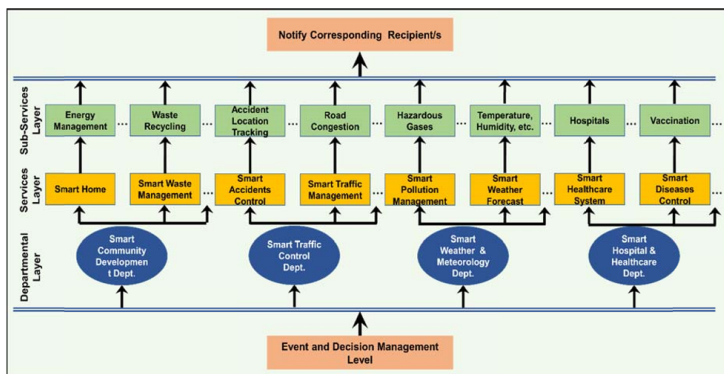 Notify Corresponding Recipient/s
Sub-Services
Layer
Energy
Management
...
Waste
Recycling
...
Accident
Location
Tracking
...
Road
Congestion
...
Hazardous
Gases
...
Temperature,
Humidity, etc.
...
Hospitals
...
Vaccination
...
Services
Layer
Smart Home
Smart Waste
Management
...
Smart
Accidents
Control
Smart Traffic
Management
...
Smart
Pollution
Management
Smart
Weather
Forecast
...
Smart
Healthcare
System
Smart
Diseases
Control
...
Departmental
Layer
Smart
Community
Developmen
t Dept.
Smart Traffic
Control
Dept.
Smart
Weather &
Meteorology
Dept.
Smart
Hospital &
Healthcare
Dept.
Event and Decision Management
Level